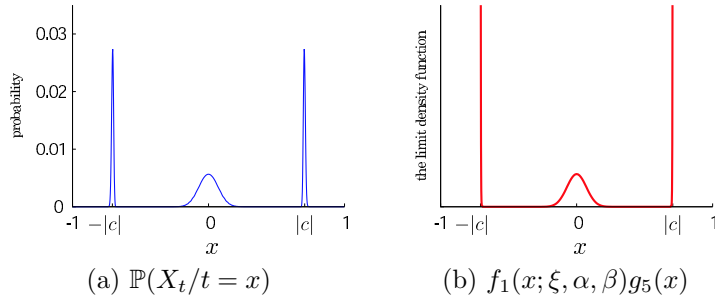 0.03
0.02
0.01
0
probability
-1
−|c|
0
|c|
1
x
(a) ℙ(X_t/t = x)
the limit density function
-1
−|c|
0
|c|
1
x
(b) f_1(x; ξ, α, β)g_5(x)